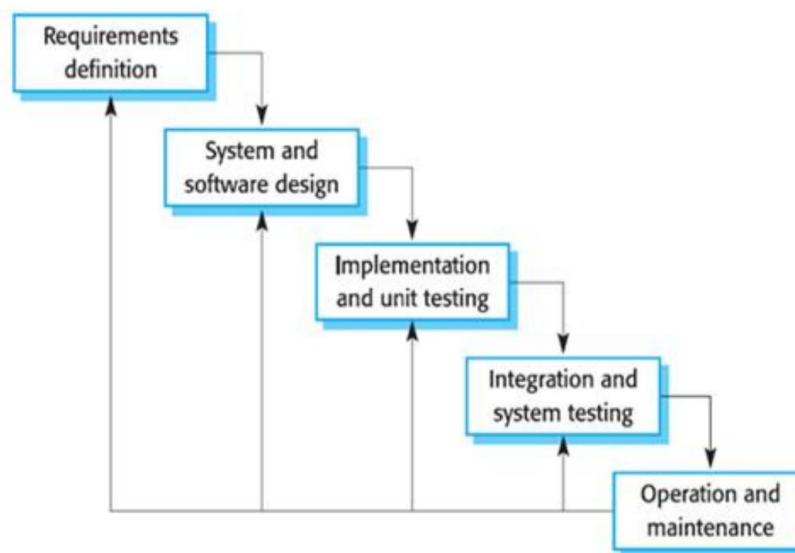 Requirements
definition
System and
software design
Implementation
and unit testing
Integration and
system testing
Operation and
maintenance